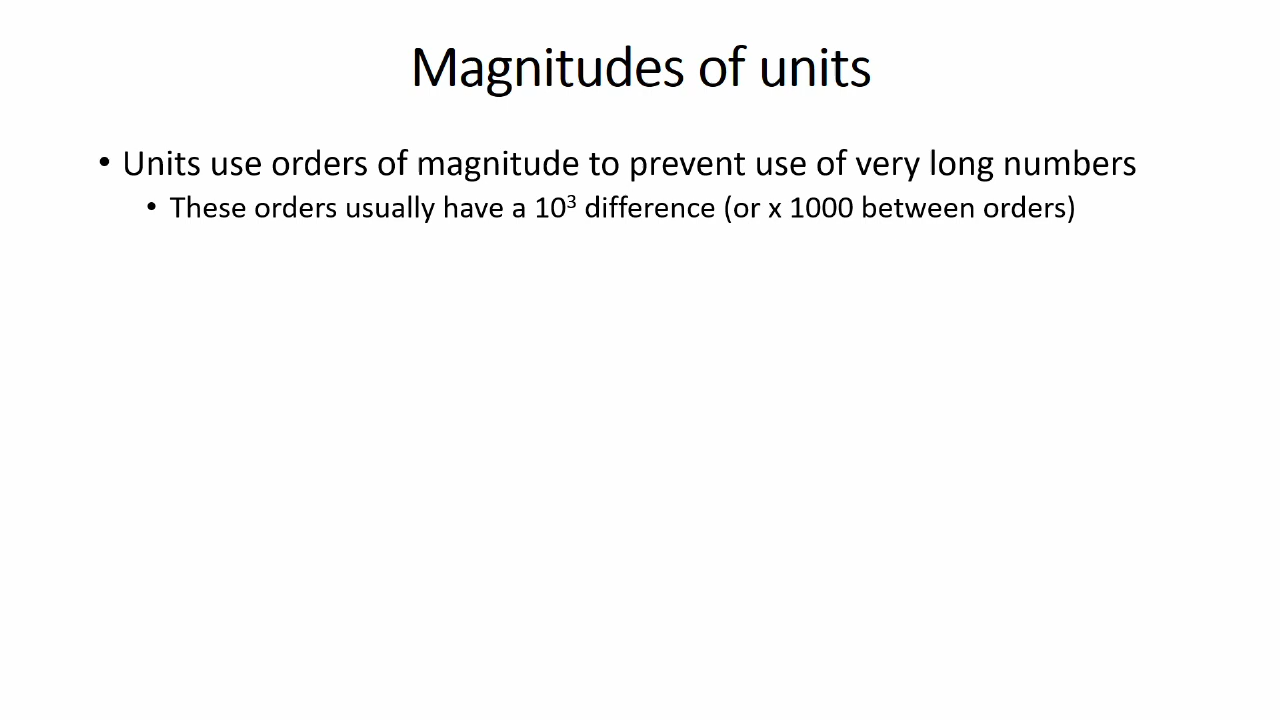 Magnitudes of units
• Units use orders of magnitude to prevent use of very long numbers
• These orders usually have a 10³ difference (or x 1000 between orders)